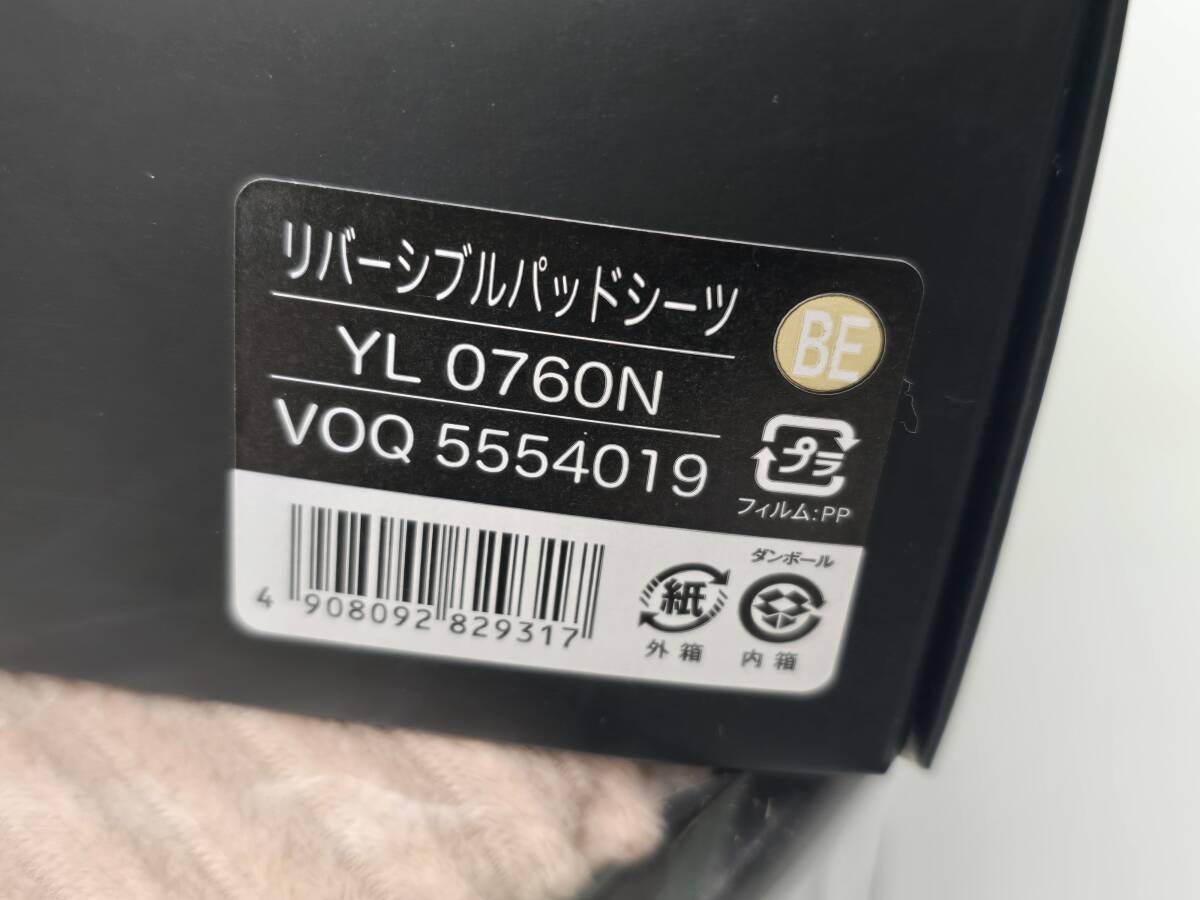 リバーシブルパッドシーツ
BE
YL 0760N
VOQ 5554019
プラ
フィルム:PP
4 908092 829317
紙
外箱
ダンボール
内箱